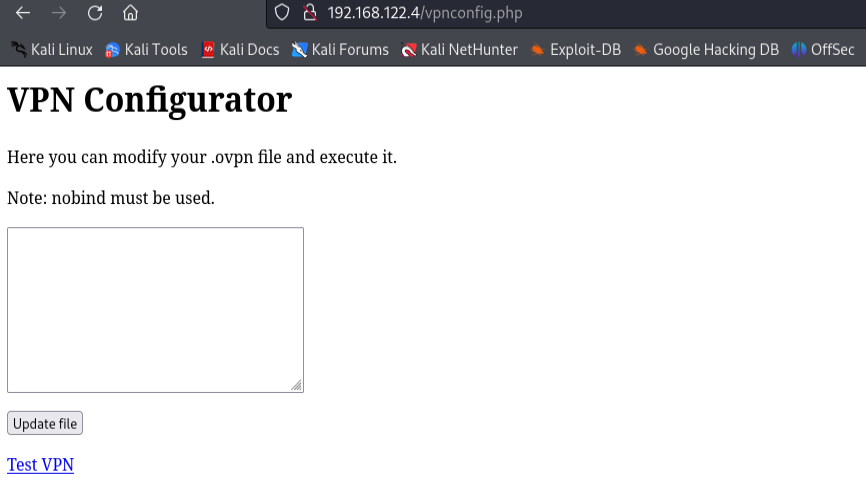 192.168.122.4/vpnconfig.php
Kali Linux Kali Tools Kali Docs Kali Forums Kali NetHunter Exploit-DB Google Hacking DB OffSec
VPN Configurator
Here you can modify your .ovpn file and execute it.
Note: nobind must be used.
Update file
Test VPN